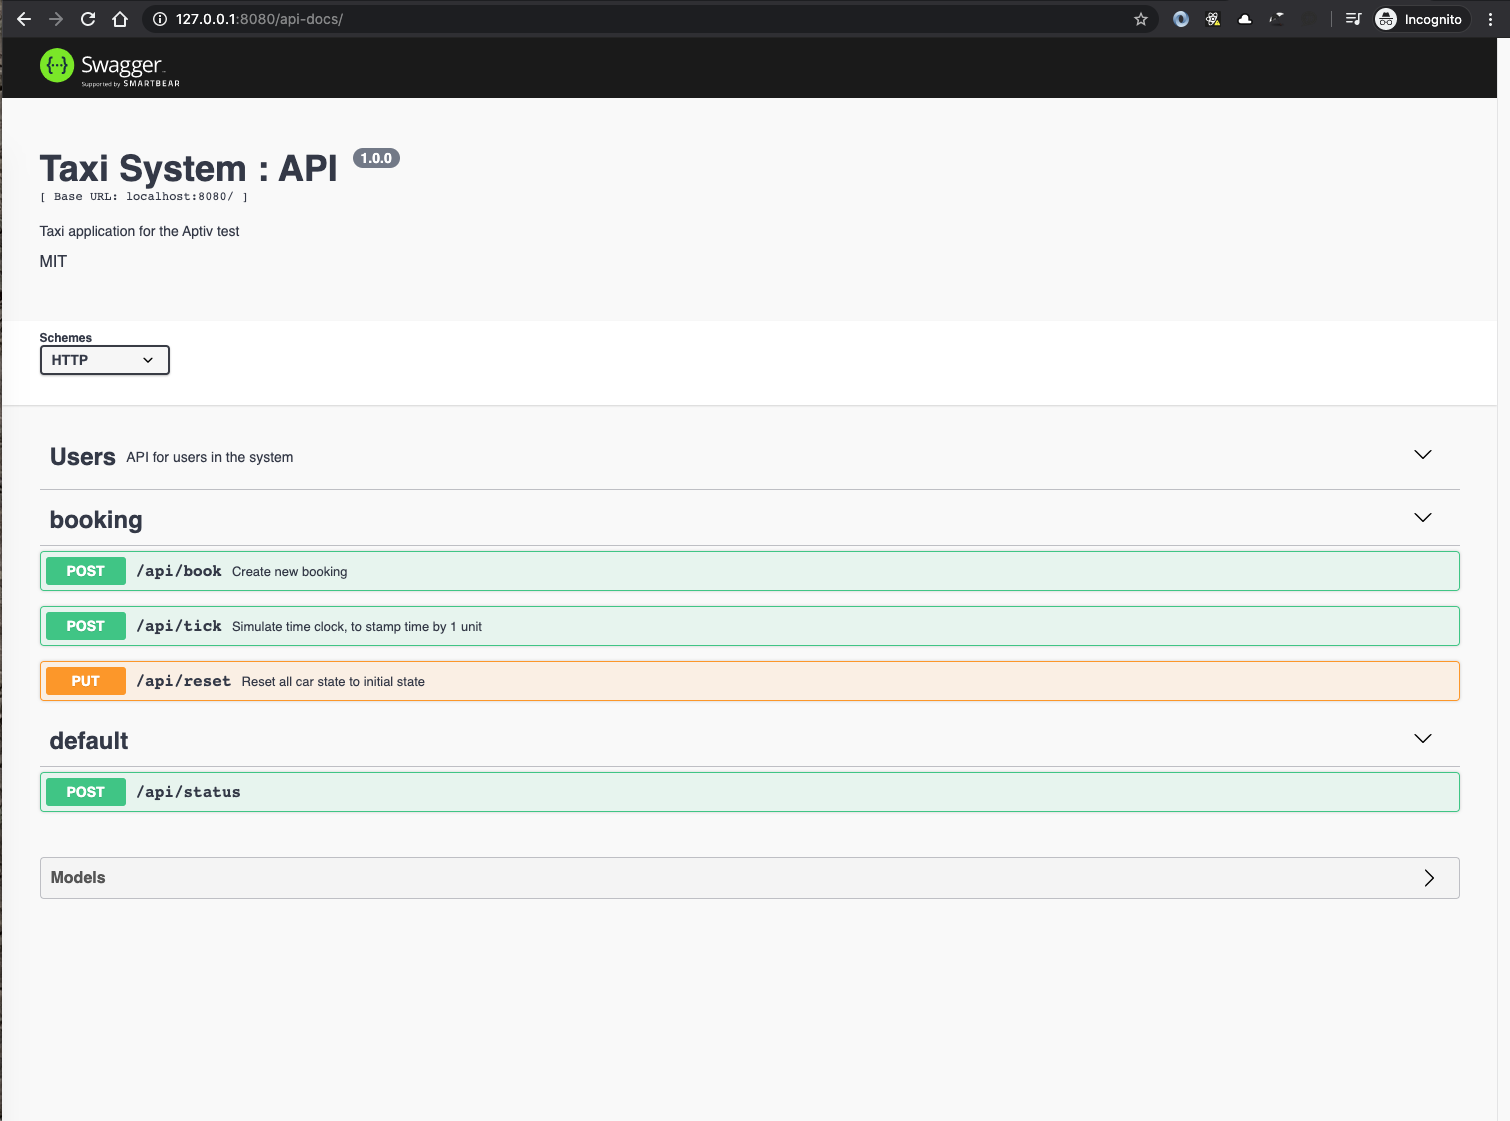 127.0.0.1:8080/api-docs/
Incognito
Swagger
Supported by SMARTBEAR
Taxi System : API 1.0.0
[ Base URL: localhost:8080/ ]
Taxi application for the Aptiv test
MIT
Schemes
HTTP
Users API for users in the system
booking
POST /api/book Create new booking
POST /api/tick Simulate time clock, to stamp time by 1 unit
PUT /api/reset Reset all car state to initial state
default
POST /api/status
Models